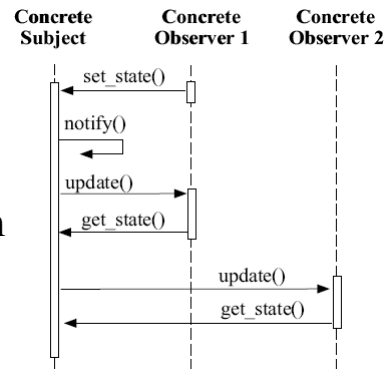 Concrete Concrete Concrete
Subject Observer 1 Observer 2
set_state()
notify()
update()
get_state()
update()
get_state()